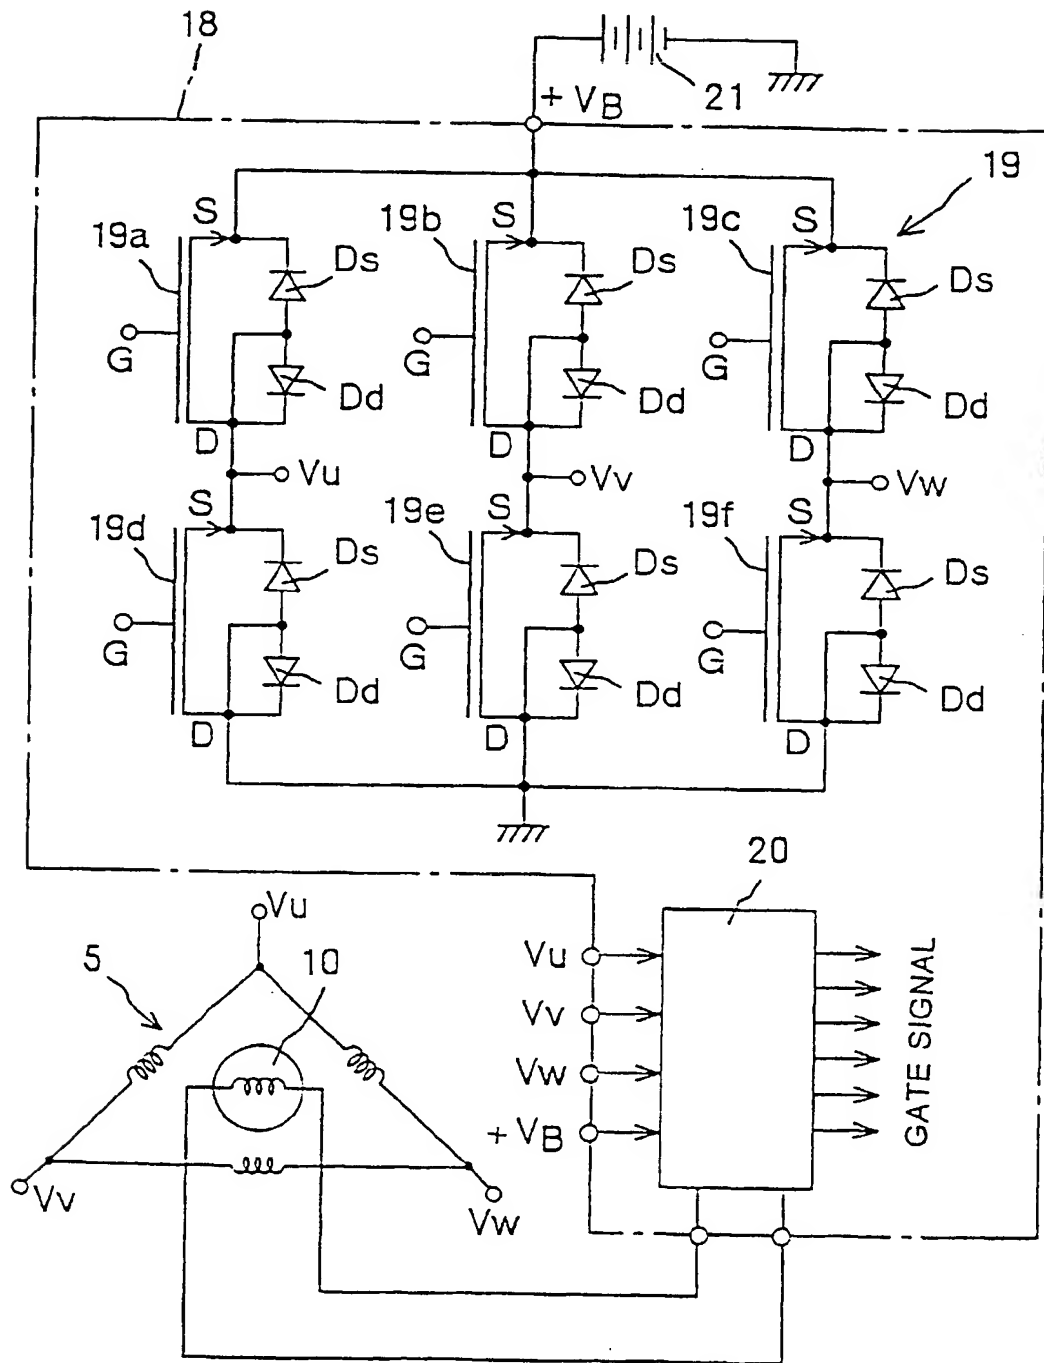 18
21
+ VB
19
19a
S
Ds
G
Dd
D
19b
S
Ds
G
Dd
D
19c
S
Ds
G
Dd
D
Vu
Vv
Vw
19d
S
Ds
G
Dd
D
19e
S
Ds
G
Dd
D
19f
S
Ds
G
Dd
D
20
Vu
Vv
Vw
+ VB
GATE SIGNAL
Vu
5
10
Vv
Vw